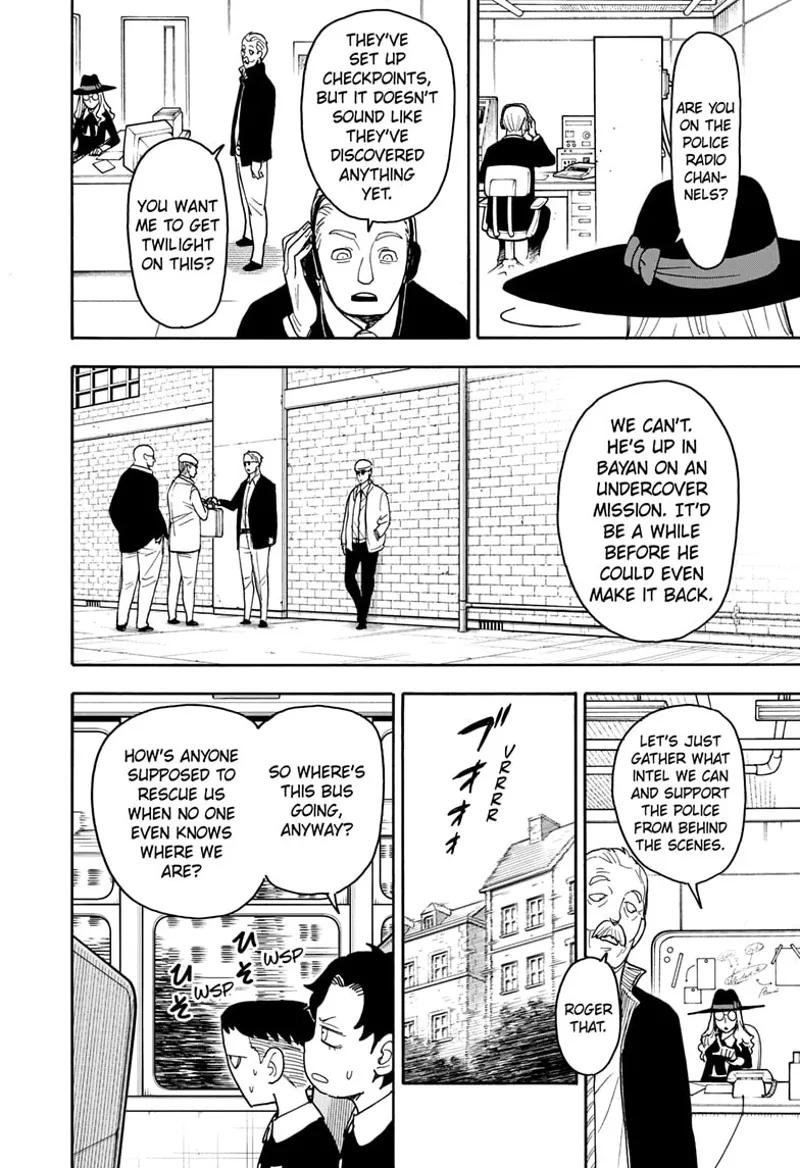 ARE YOU
ON THE
POLICE
RADIO
CHAN-
NELS?
THEY'VE
SET UP
CHECKPOINTS,
BUT IT DOESN'T
SOUND LIKE
THEY'VE
DISCOVERED
ANYTHING
YET.
YOU WANT
ME TO GET
TWILIGHT
ON THIS?
WE CAN'T.
HE'S UP IN
BAYAN ON AN
UNDERCOVER
MISSION. IT'D
BE A WHILE
BEFORE HE
COULD EVEN
MAKE IT BACK.
LET'S JUST
GATHER WHAT
INTEL WE CAN
AND SUPPORT
THE POLICE
FROM BEHIND
THE SCENES.
ROGER
THAT.
ブオオオ
VRRRR
SO WHERE'S
THIS BUS
GOING,
ANYWAY?
HOW'S ANYONE
SUPPOSED TO
RESCUE US
WHEN NO ONE
EVEN KNOWS
WHERE WE
ARE?
ひそ
WSP
ひそ
WSP